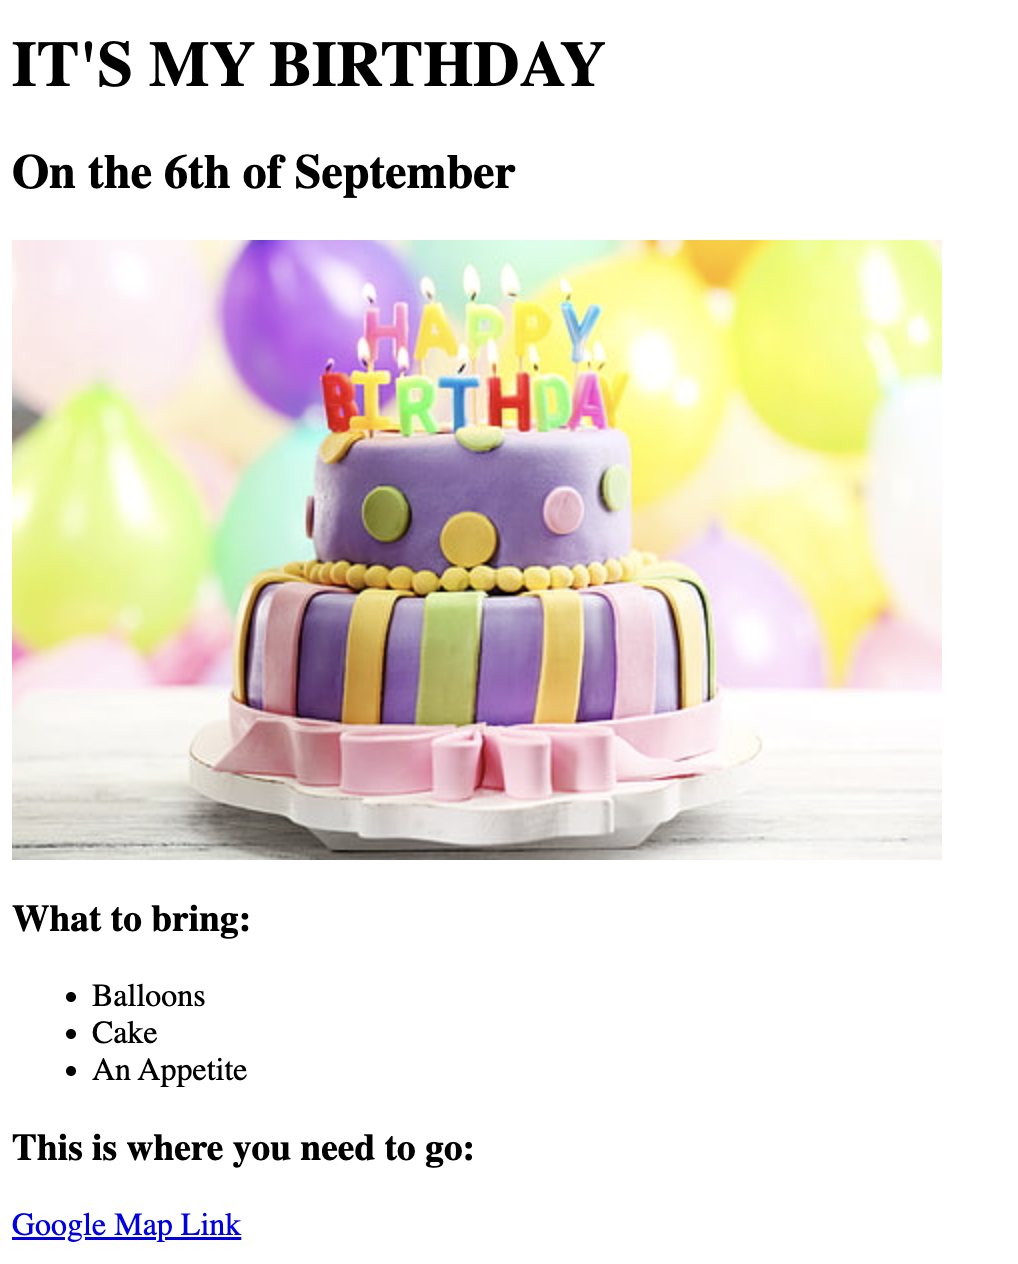 IT'S MY BIRTHDAY
On the 6th of September
HAPPY
BIRTHDAY
What to bring:
Balloons
Cake
An Appetite
This is where you need to go:
Google Map Link